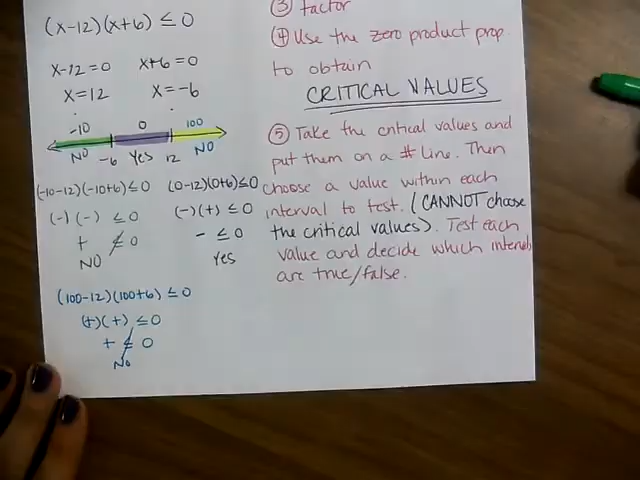 (x-12)(x+6) ≤ 0
x-12=0 x+6=0
x=12 x=-6
-10 0 100
NO -6 Yes 12 NO
(-10-12)(-10+6)≤0 (0-12)(0+6)≤0
(-)(-) ≤0 (-)(+) ≤0
+ ≰ 0 - ≤ 0
NO Yes
(100-12)(100+6) ≤ 0
(+)(+) ≤0
+ ≰ 0
No
③ factor
④ Use the zero product prop.
to obtain
CRITICAL VALUES
⑤ Take the critical values and
put them on a # line. Then
choose a value within each
interval to test. (CANNOT choose
the critical values). Test each
value and decide which intervals
are true/false.